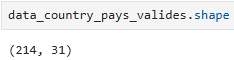 data_country_pays_valides.shape
(214, 31)